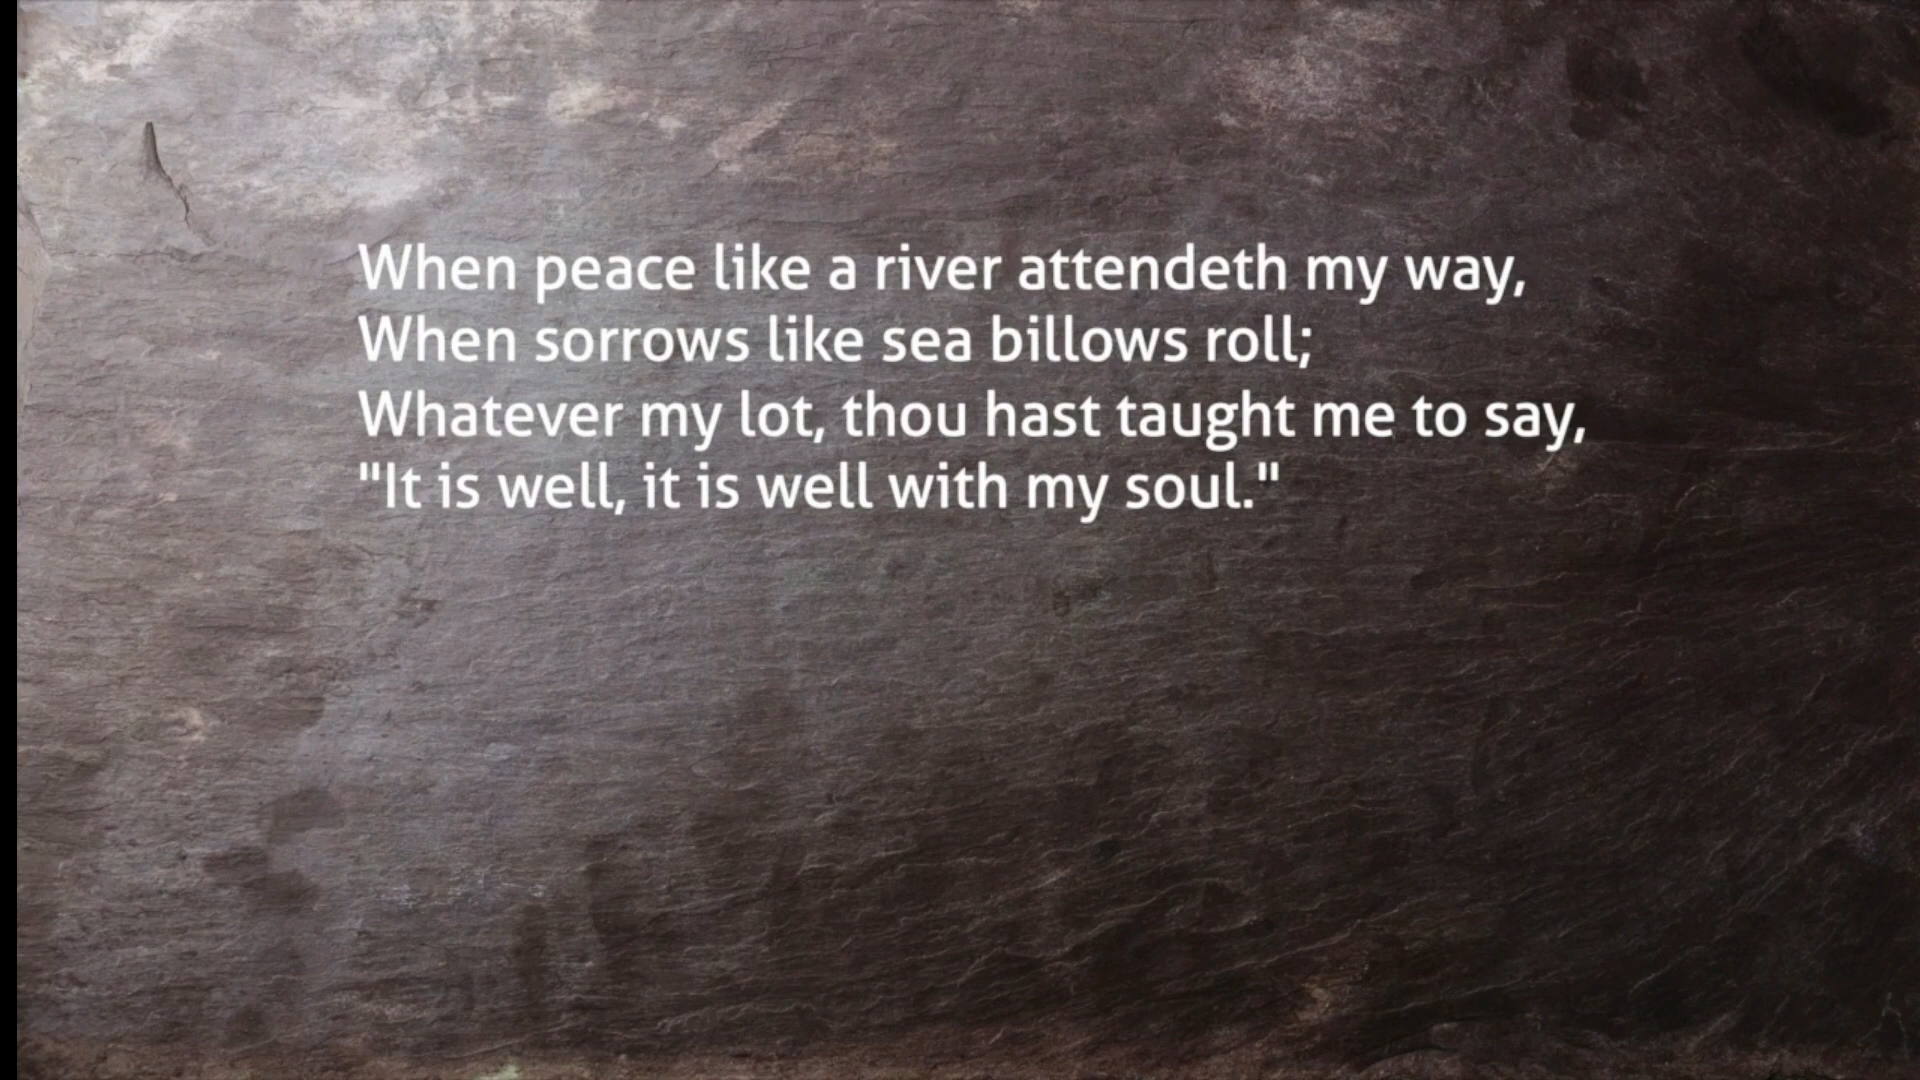 When peace like a river attendeth my way,
When sorrows like sea billows roll;
Whatever my lot, thou hast taught me to say,
"It is well, it is well with my soul."